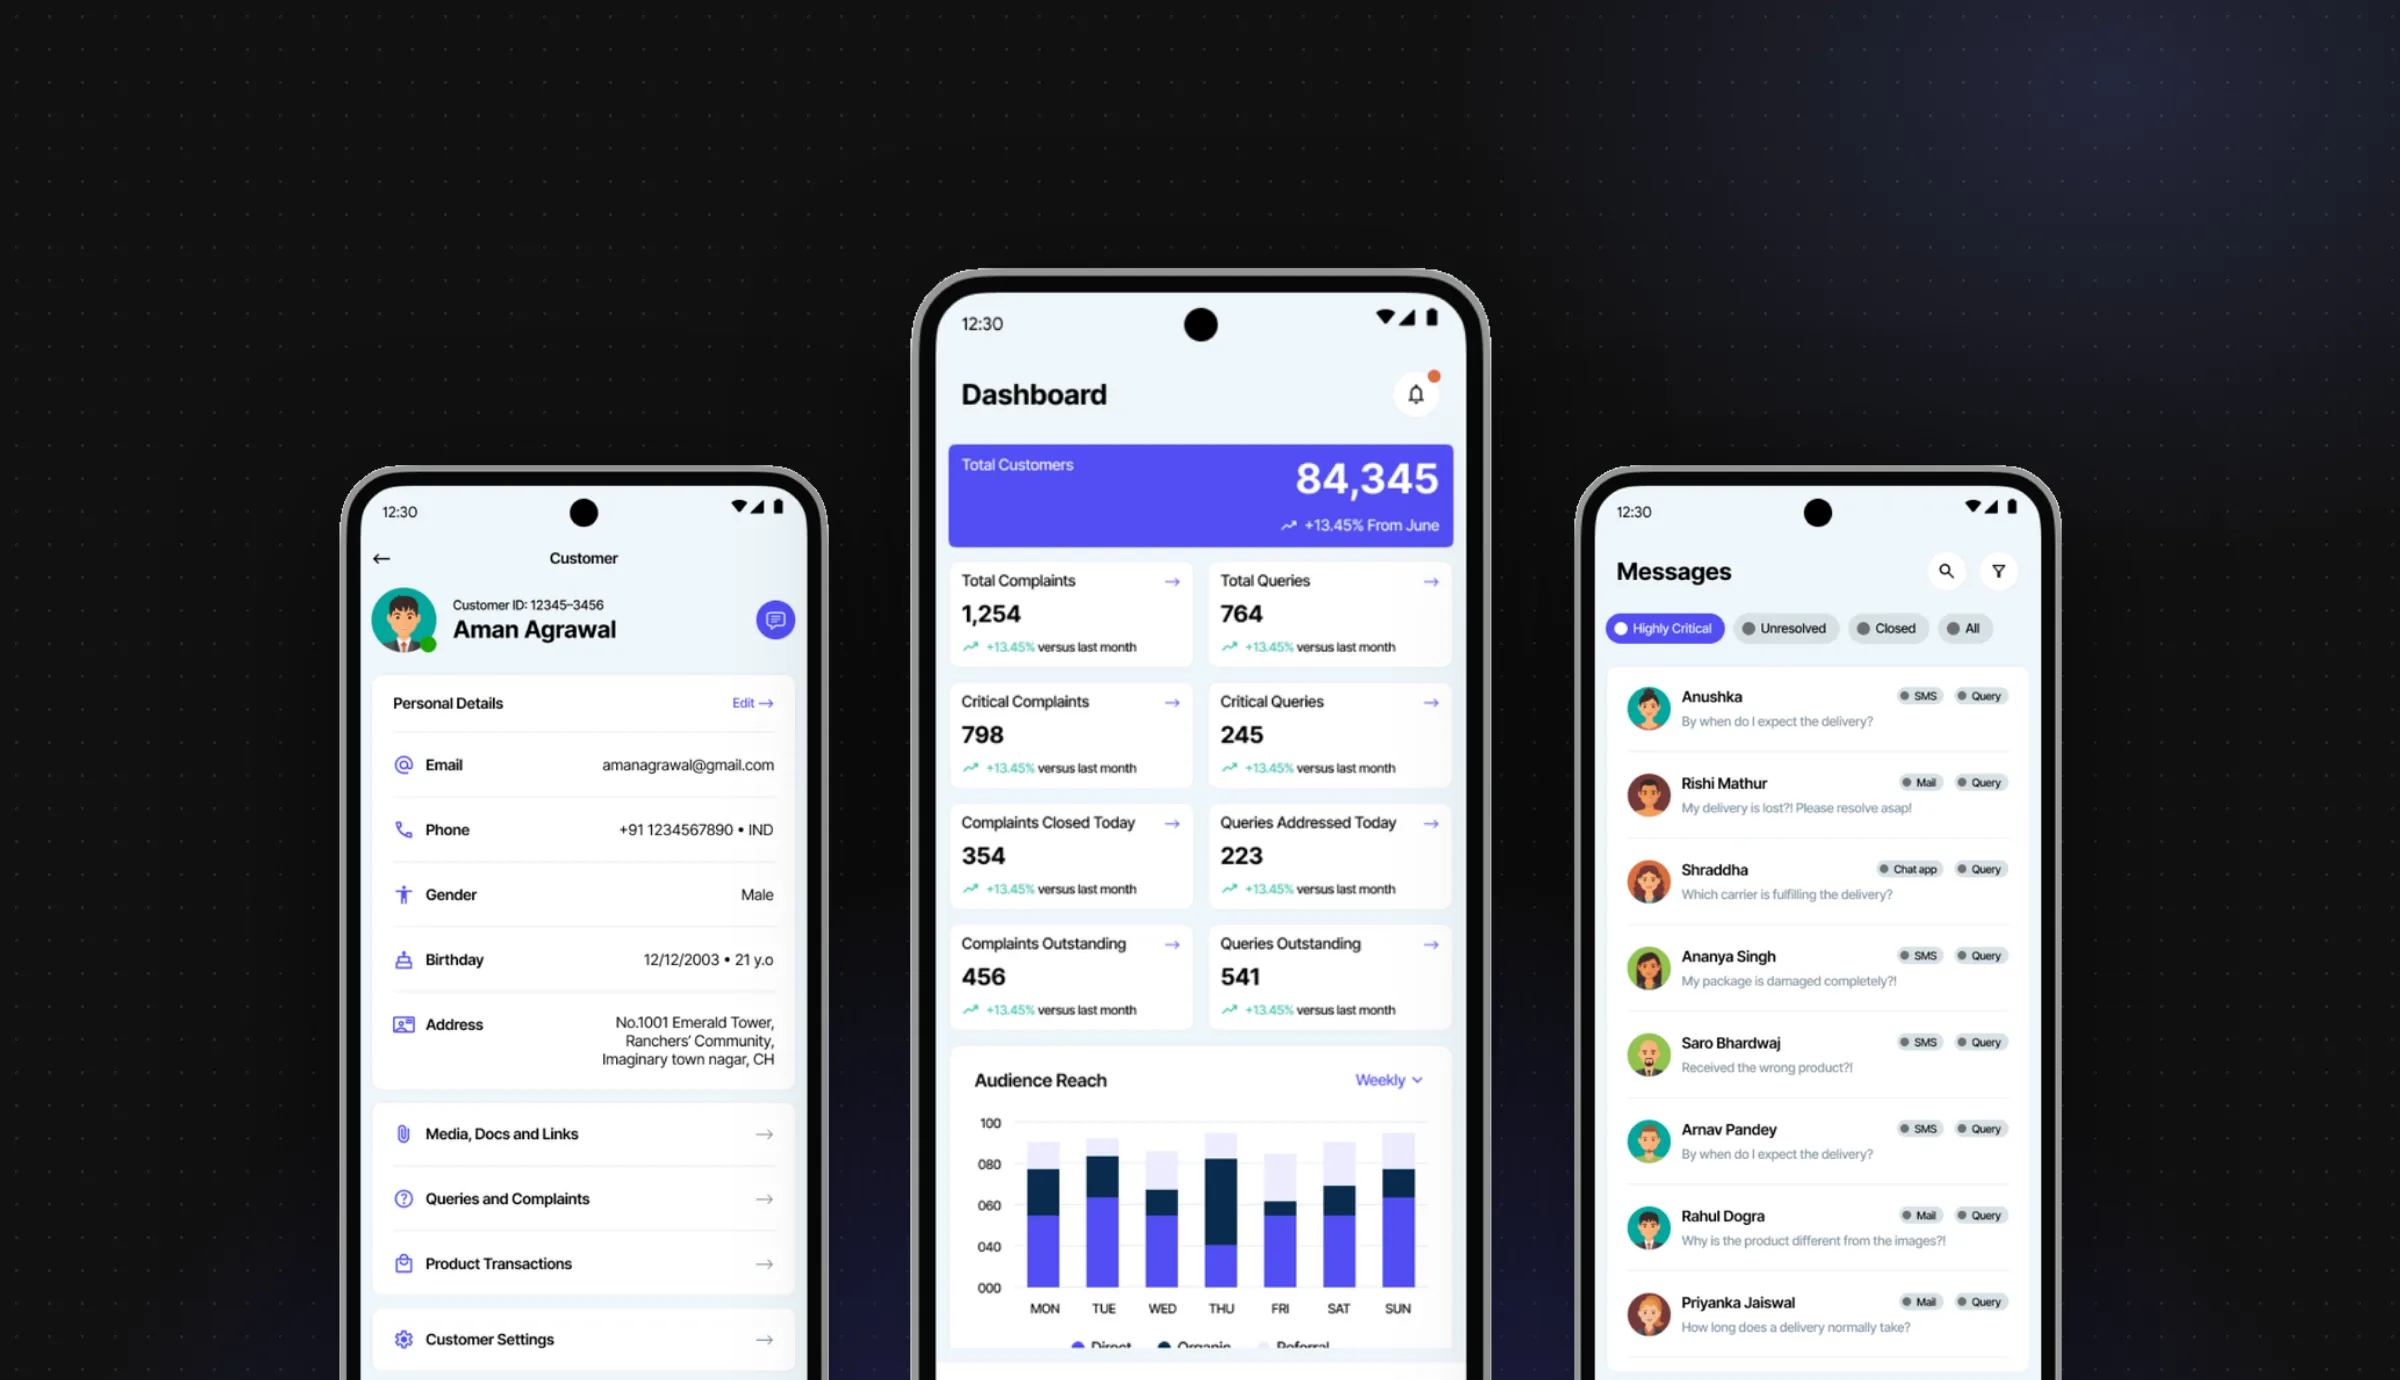 12:30
Customer
Customer ID: 12345-3456
Aman Agrawal
Personal Details
Edit →
Email
amanagrawal@gmail.com
Phone
+91 1234567890 • IND
Gender
Male
Birthday
12/12/2003 • 21 y.o
Address
No.1001 Emerald Tower,
Ranchers' Community,
Imaginary town nagar, CH
Media, Docs and Links
Queries and Complaints
Product Transactions
Customer Settings
12:30
Dashboard
Total Customers
84,345
+13.45% From June
Total Complaints
1,254
+13.45% versus last month
Total Queries
764
+13.45% versus last month
Critical Complaints
798
+13.45% versus last month
Critical Queries
245
+13.45% versus last month
Complaints Closed Today
354
+13.45% versus last month
Queries Addressed Today
223
+13.45% versus last month
Complaints Outstanding
456
+13.45% versus last month
Queries Outstanding
541
+13.45% versus last month
Audience Reach
Weekly
100
080
060
040
000
MON TUE WED THU FRI SAT SUN
Direct Organic Referral
12:30
Messages
Highly Critical Unresolved Closed All
Anushka SMS Query
By when do I expect the delivery?
Rishi Mathur Mail Query
My delivery is lost?! Please resolve asap!
Shraddha Chat app Query
Which carrier is fulfilling the delivery?
Ananya Singh SMS Query
My package is damaged completely?!
Saro Bhardwaj SMS Query
Received the wrong product?!
Arnav Pandey SMS Query
By when do I expect the delivery?
Rahul Dogra Mail Query
Why is the product different from the images?!
Priyanka Jaiswal Mail Query
How long does a delivery normally take?